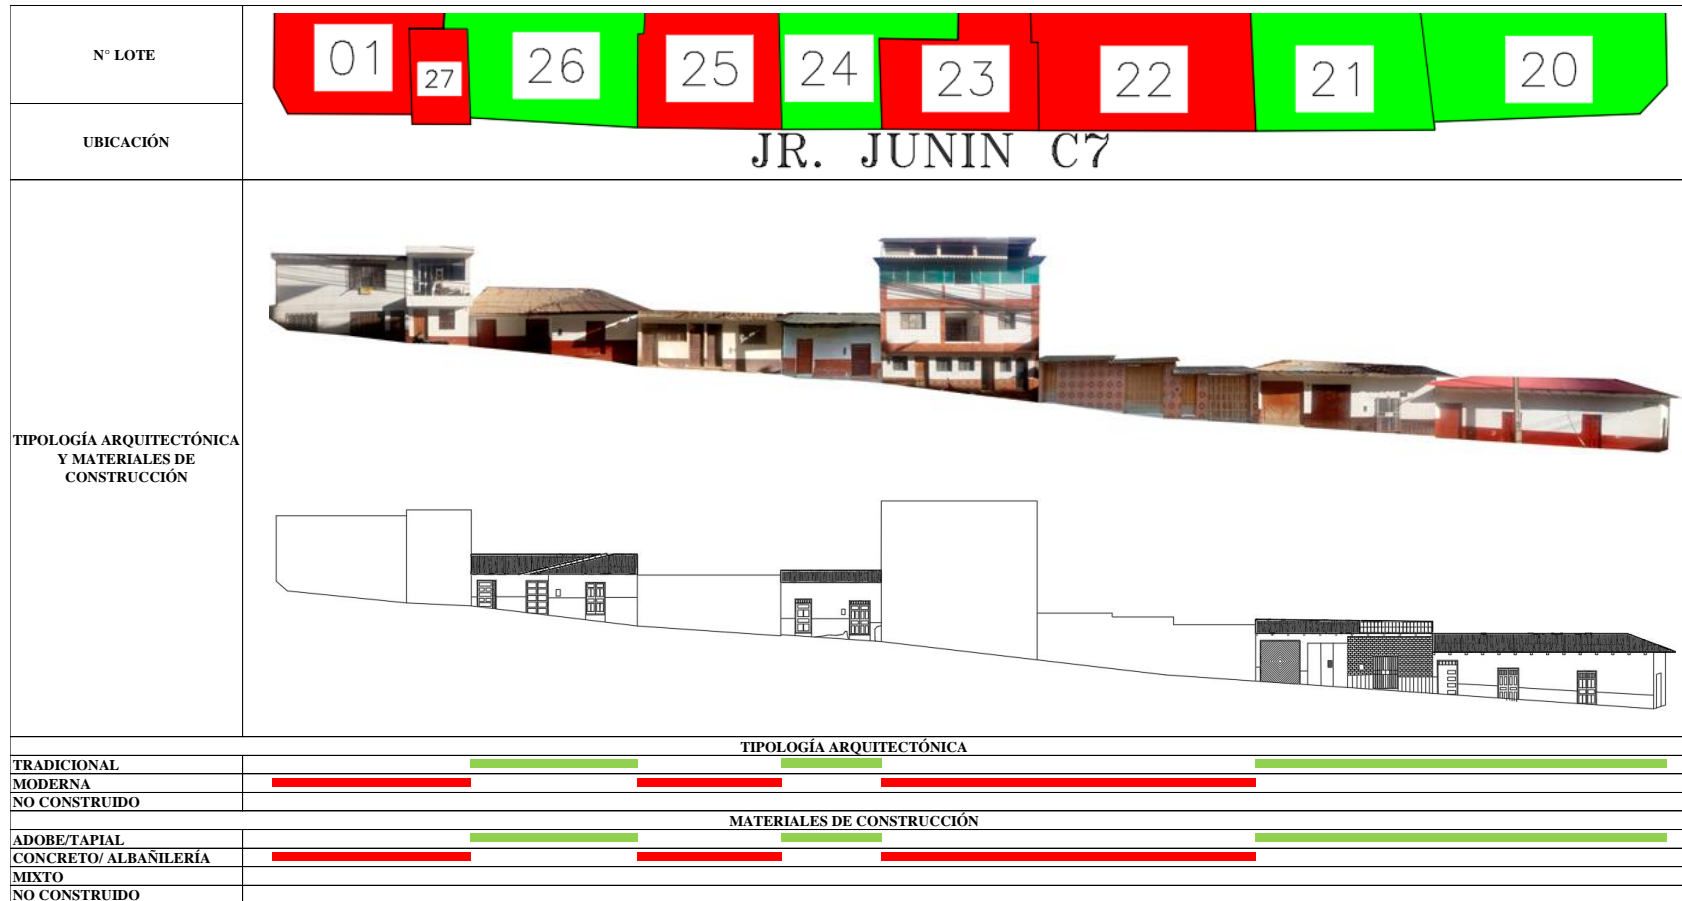 N° LOTE
01
27
26
25
24
23
22
21
20
UBICACIÓN
JR. JUNIN C7
TIPOLOGÍA ARQUITECTÓNICA
Y MATERIALES DE
CONSTRUCCIÓN
TIPOLOGÍA ARQUITECTÓNICA
TRADICIONAL
MODERNA
NO CONSTRUIDO
MATERIALES DE CONSTRUCCIÓN
ADOBE/TAPIAL
CONCRETO/ ALBAÑILERÍA
MIXTO
NO CONSTRUIDO